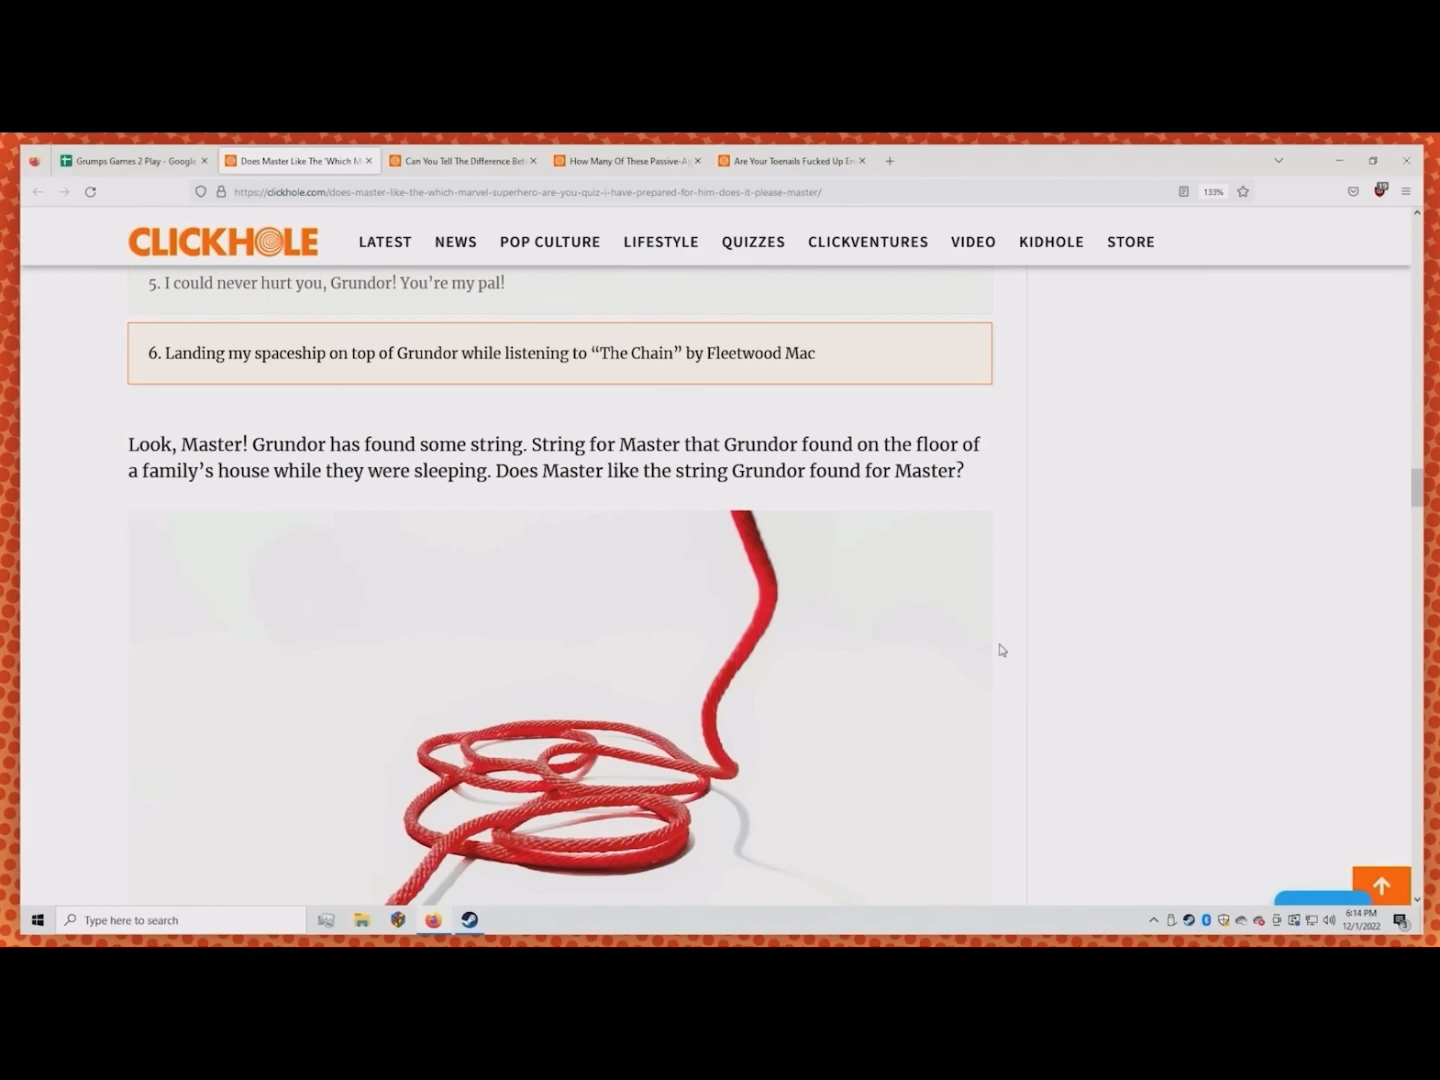 Grumps Games 2 Play - Google
Does Master Like The 'Which M
Can You Tell The Difference Bet
How Many Of These Passive-Ag
Are Your Toenails Fucked Up En
https://clickhole.com/does-master-like-the-which-marvel-superhero-are-you-quiz-i-have-prepared-for-him-does-it-please-master/
133%
CLICKHOLE
LATEST NEWS POP CULTURE LIFESTYLE QUIZZES CLICKVENTURES VIDEO KIDHOLE STORE
5. I could never hurt you, Grundor! You’re my pal!
6. Landing my spaceship on top of Grundor while listening to “The Chain” by Fleetwood Mac
Look, Master! Grundor has found some string. String for Master that Grundor found on the floor of
a family’s house while they were sleeping. Does Master like the string Grundor found for Master?
Type here to search
6:14 PM
12/1/2022